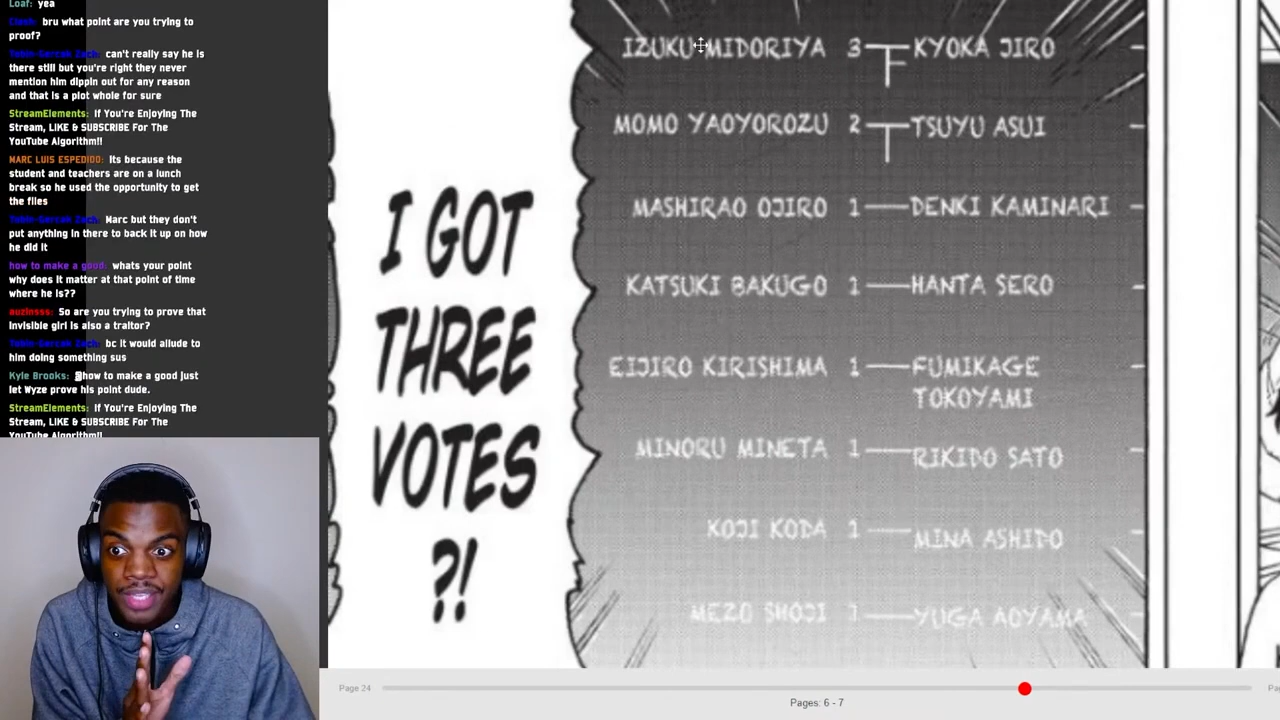 Loaf: yea
bru what point are you trying to
proof?
can't really say he is
there still but you're right they never
mention him dippin out for any reason
and that is a plot whole for sure
StreamElements: If You're Enjoying The
Stream, LIKE & SUBSCRIBE For The
YouTube Algorithm!!
MARC LUIS ESPEDIDO: Its because the
student and teachers are on a lunch
break so he used the opportunity to get
the files
Marc but they don't
put anything in there to back it up on how
he did it
how to make a good: whats your point
why does it matter at that point of time
where he is??
auzinsss: So are you trying to prove that
Invisible girl is also a traitor?
bc it would allude to
him doing something sus
Kyle Brooks: @how to make a good just
let Wyze prove his point dude.
StreamElements: If You're Enjoying The
Stream, LIKE & SUBSCRIBE For The
YouTube Algorithm!!
I GOT
THREE
VOTES
?!
IZUKU MIDORIYA 3 KYOKA JIRO
MOMO YAOYOROZU 2 TSUYU ASUI
MASHIRAO OJIRO 1 DENKI KAMINARI
KATSUKI BAKUGO 1 HANTA SERO
EIJIRO KIRISHIMA 1 FUMIKAGE
TOKOYAMI
MINORU MINETA 1 RIKIDO SATO
KOJI KODA 1 MINA ASHIDO
MEZO SHOJI 1 YUGA AOYAMA
Page 24
Pages: 6 - 7